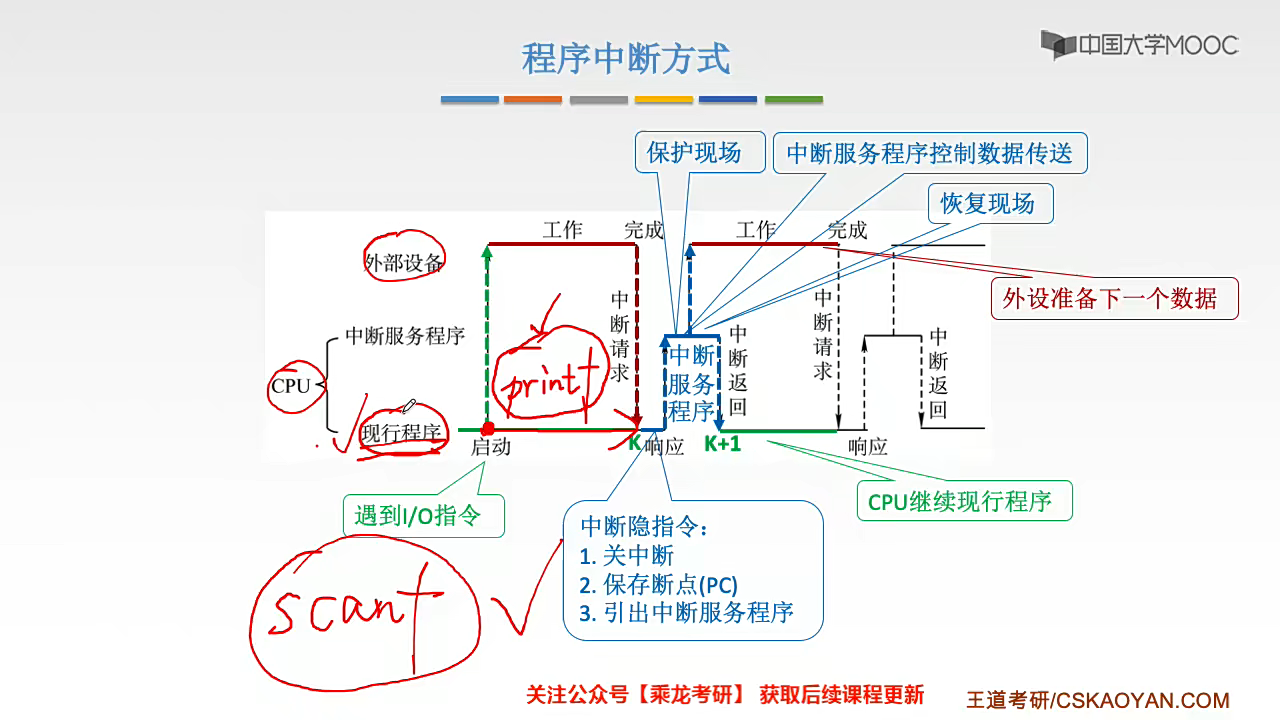 程序中断方式
中国大学MOOC
保护现场
中断服务程序控制数据传送
恢复现场
工作
完成
工作
完成
外部设备
外设准备下一个数据
中断请求
中断请求
中断服务程序
中断服务程序
中断返回
中断返回
CPU
printf
现行程序
启动
K
响应
K+1
响应
遇到I/O指令
CPU继续现行程序
中断隐指令：
1. 关中断
2. 保存断点(PC)
3. 引出中断服务程序
scanf
关注公众号【乘龙考研】 获取后续课程更新
王道考研/CSKAOYAN.COM